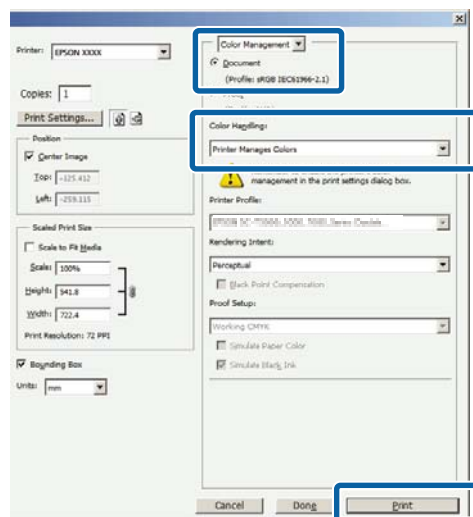 Printer: EPSON XXXX
Copies: 1
Print Settings...
Position
Center Image
Top: -125.412
Left: -259.115
Scaled Print Size
Scale to Fit Media
Scale: 100%
Height: 541.8
Width: 722.4
Print Resolution: 72 PPI
Bounding Box
Units: mm
Color Management
Document
(Profile: sRGB IEC61966-2.1)
Color Handling:
Printer Manages Colors
management in the print settings dialog box.
Printer Profile:
Rendering Intent:
Perceptual
Black Point Compensation
Proof Setup:
Working CMYK
Simulate Paper Color
Simulate Black Ink
Cancel
Done
Print